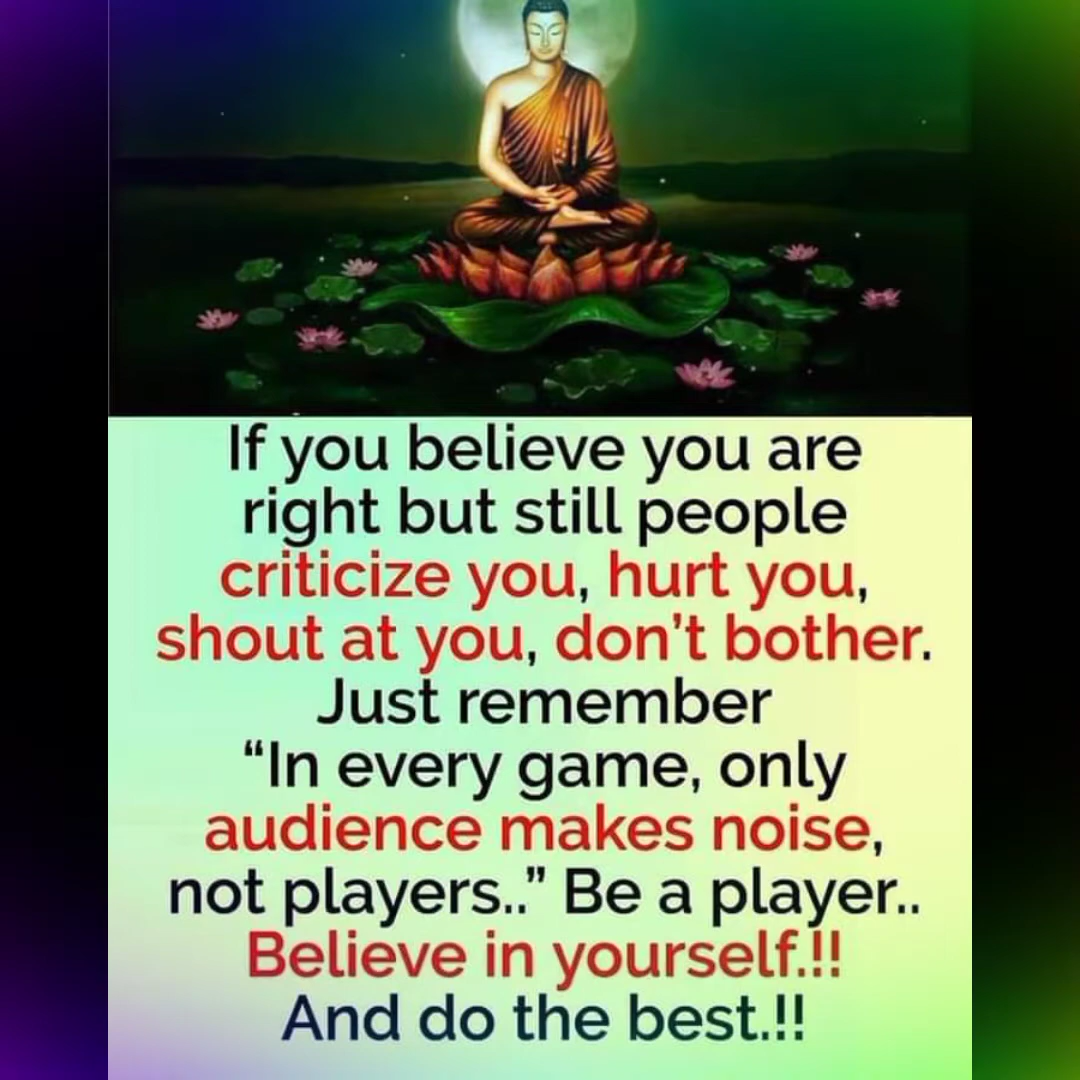 If you believe you are
right but still people
criticize you, hurt you,
shout at you, don’t bother.
Just remember
“In every game, only
audience makes noise,
not players..” Be a player..
Believe in yourself.!!
And do the best.!!